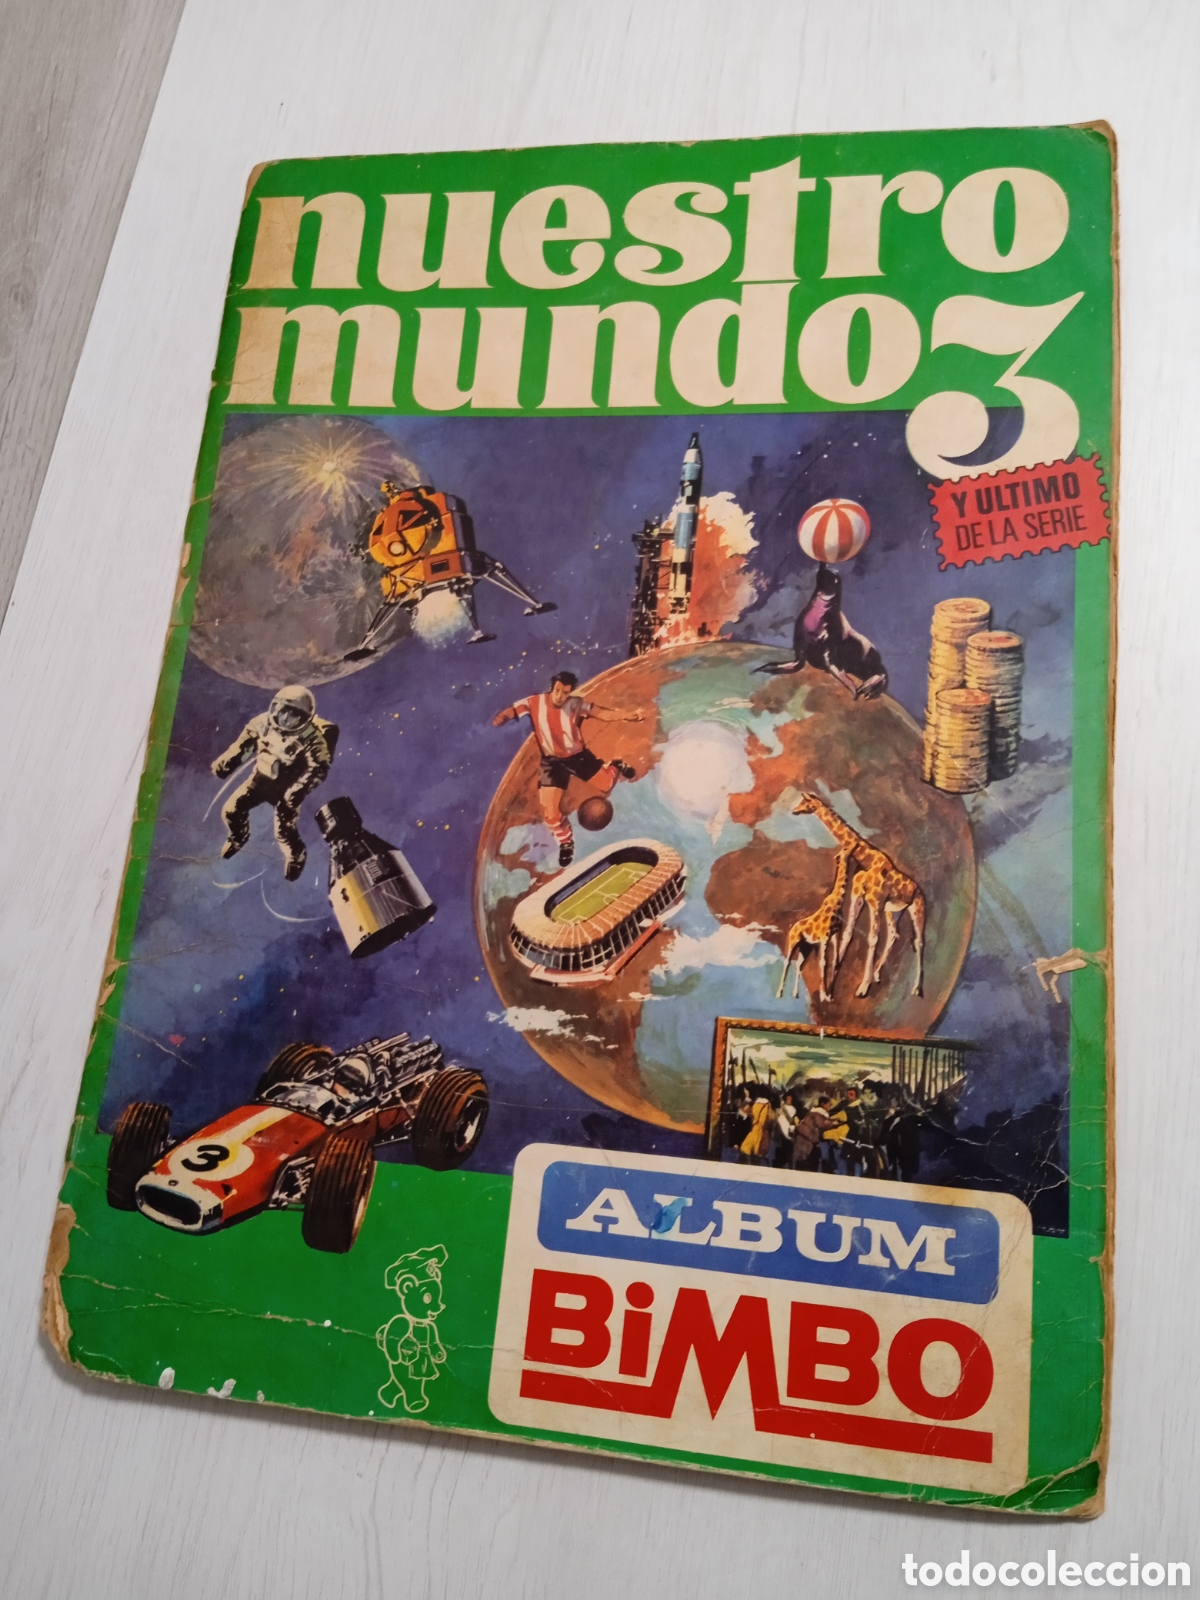 nuestro
mundo 3
Y ULTIMO
DE LA SERIE
3
ALBUM
BiMBO
todocoleccion